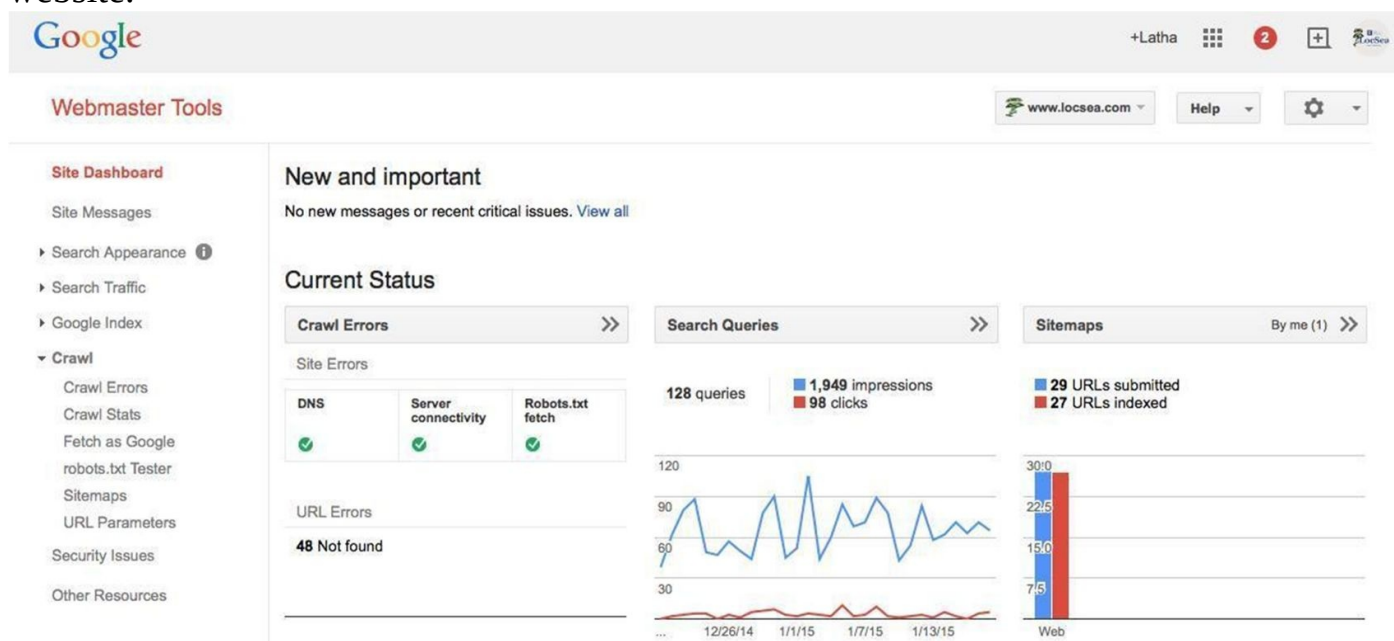 website.
Google
+Latha
2
LocSea
Webmaster Tools
www.locsea.com
Help
Site Dashboard
Site Messages
Search Appearance
Search Traffic
Google Index
Crawl
Crawl Errors
Crawl Stats
Fetch as Google
robots.txt Tester
Sitemaps
URL Parameters
Security Issues
Other Resources
New and important
No new messages or recent critical issues. View all
Current Status
Crawl Errors
Site Errors
DNS
Server
connectivity
Robots.txt
fetch
URL Errors
48 Not found
Search Queries
128 queries
1,949 impressions
98 clicks
120
90
60
30
... 12/26/14 1/1/15 1/7/15 1/13/15
Sitemaps By me (1)
29 URLs submitted
27 URLs indexed
30.0
22.5
15.0
7.5
Web